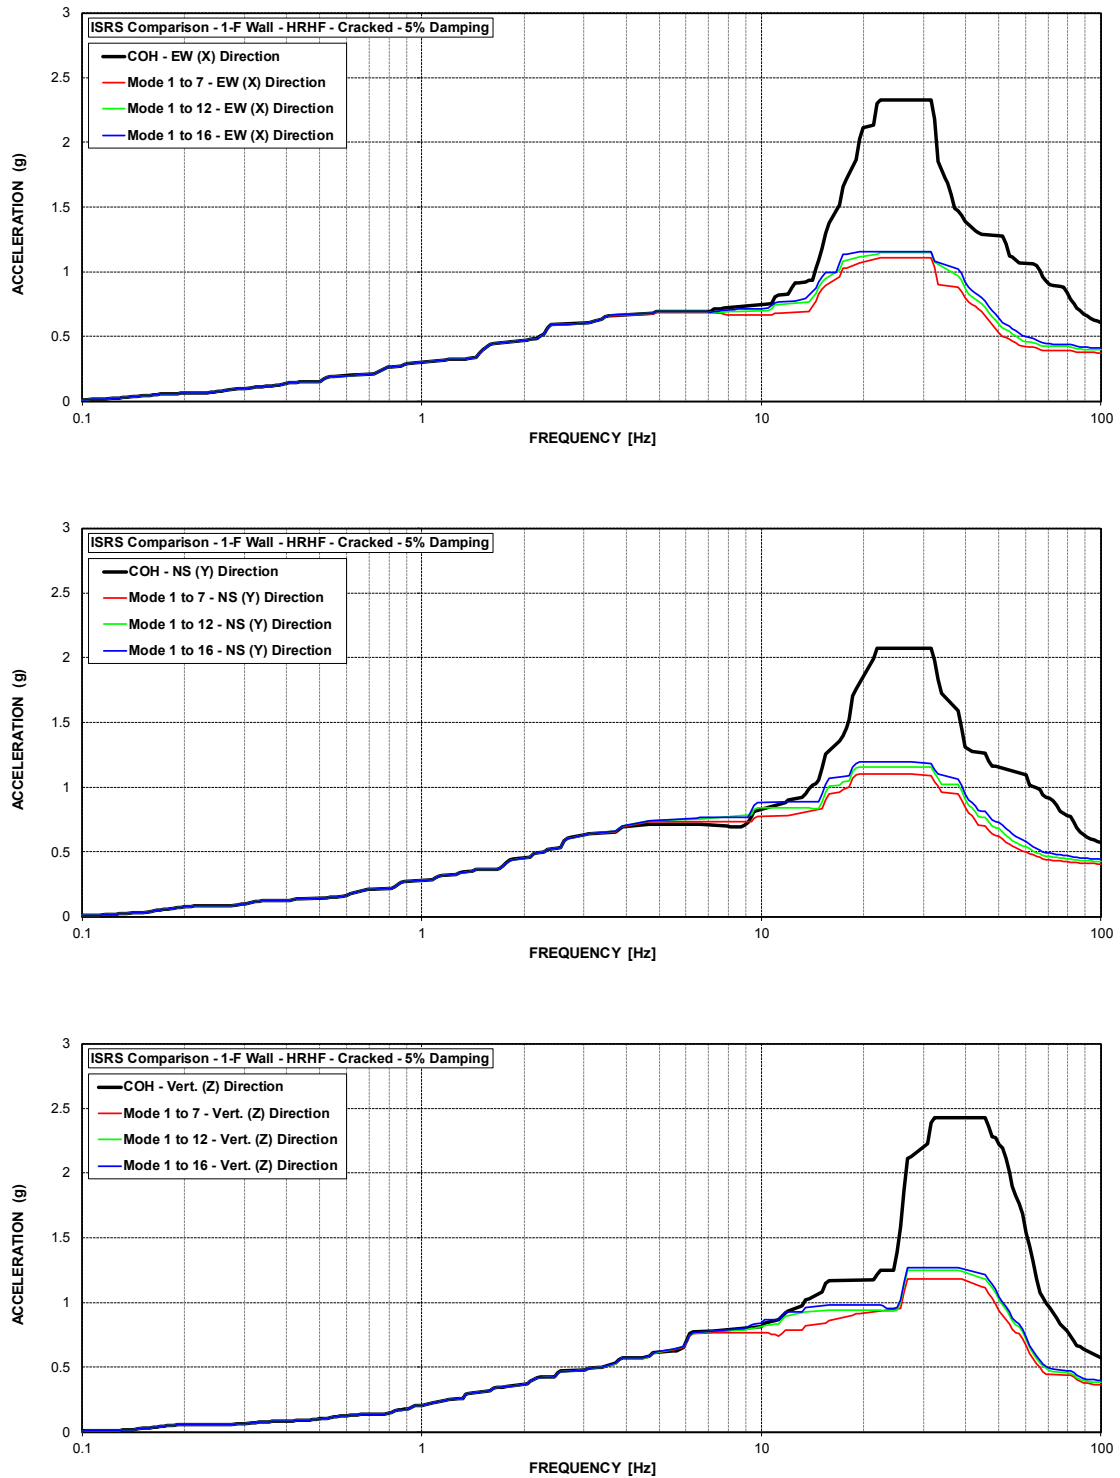 3
ISRS Comparison - 1-F Wall - HRHF - Cracked - 5% Damping
COH - EW (X) Direction
Mode 1 to 7 - EW (X) Direction
Mode 1 to 12 - EW (X) Direction
Mode 1 to 16 - EW (X) Direction
2.5
2
1.5
1
0.5
0
ACCELERATION (g)
0.1
1
10
100
FREQUENCY [Hz]
3
ISRS Comparison - 1-F Wall - HRHF - Cracked - 5% Damping
COH - NS (Y) Direction
Mode 1 to 7 - NS (Y) Direction
Mode 1 to 12 - NS (Y) Direction
Mode 1 to 16 - NS (Y) Direction
2.5
2
1.5
1
0.5
0
ACCELERATION (g)
0.1
1
10
100
FREQUENCY [Hz]
3
ISRS Comparison - 1-F Wall - HRHF - Cracked - 5% Damping
COH - Vert. (Z) Direction
Mode 1 to 7 - Vert. (Z) Direction
Mode 1 to 12 - Vert. (Z) Direction
Mode 1 to 16 - Vert. (Z) Direction
2.5
2
1.5
1
0.5
0
ACCELERATION (g)
0.1
1
10
100
FREQUENCY [Hz]